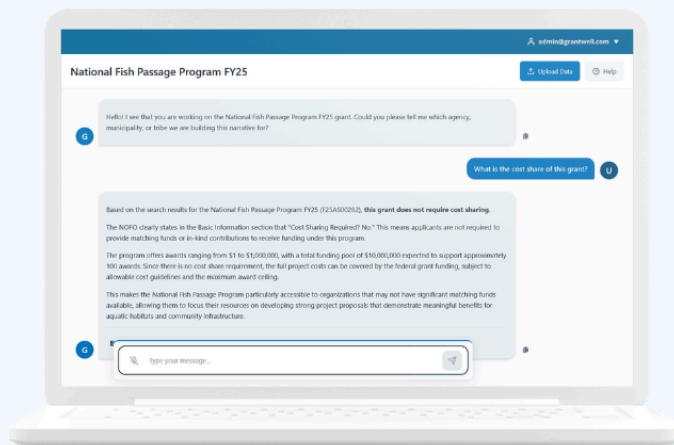 admin@grantwell.com
National Fish Passage Program FY25
Upload Data
Help
Hello! I see that you are working on the National Fish Passage Program FY25 grant. Could you please tell me which agency,
municipality, or tribe we are building this narrative for?
G
What is the cost share of this grant?
U
Based on the search results for the National Fish Passage Program FY25 (F25AS00282), this grant does not require cost sharing.
The NOFO clearly states in the Basic Information section that "Cost Sharing Required? No." This means applicants are not required to
provide matching funds or in-kind contributions to receive funding under this program.
The program offers awards ranging from $1 to $1,000,000, with a total funding pool of $10,000,000 expected to support approximately
100 awards. Since there is no cost share requirement, the full project costs can be covered by the federal grant funding, subject to
allowable cost guidelines and the maximum award ceiling.
This makes the National Fish Passage Program particularly accessible to organizations that may not have significant matching funds
available, allowing them to focus their resources on developing strong project proposals that demonstrate meaningful benefits for
aquatic habitats and community infrastructure.
G
Type your message...